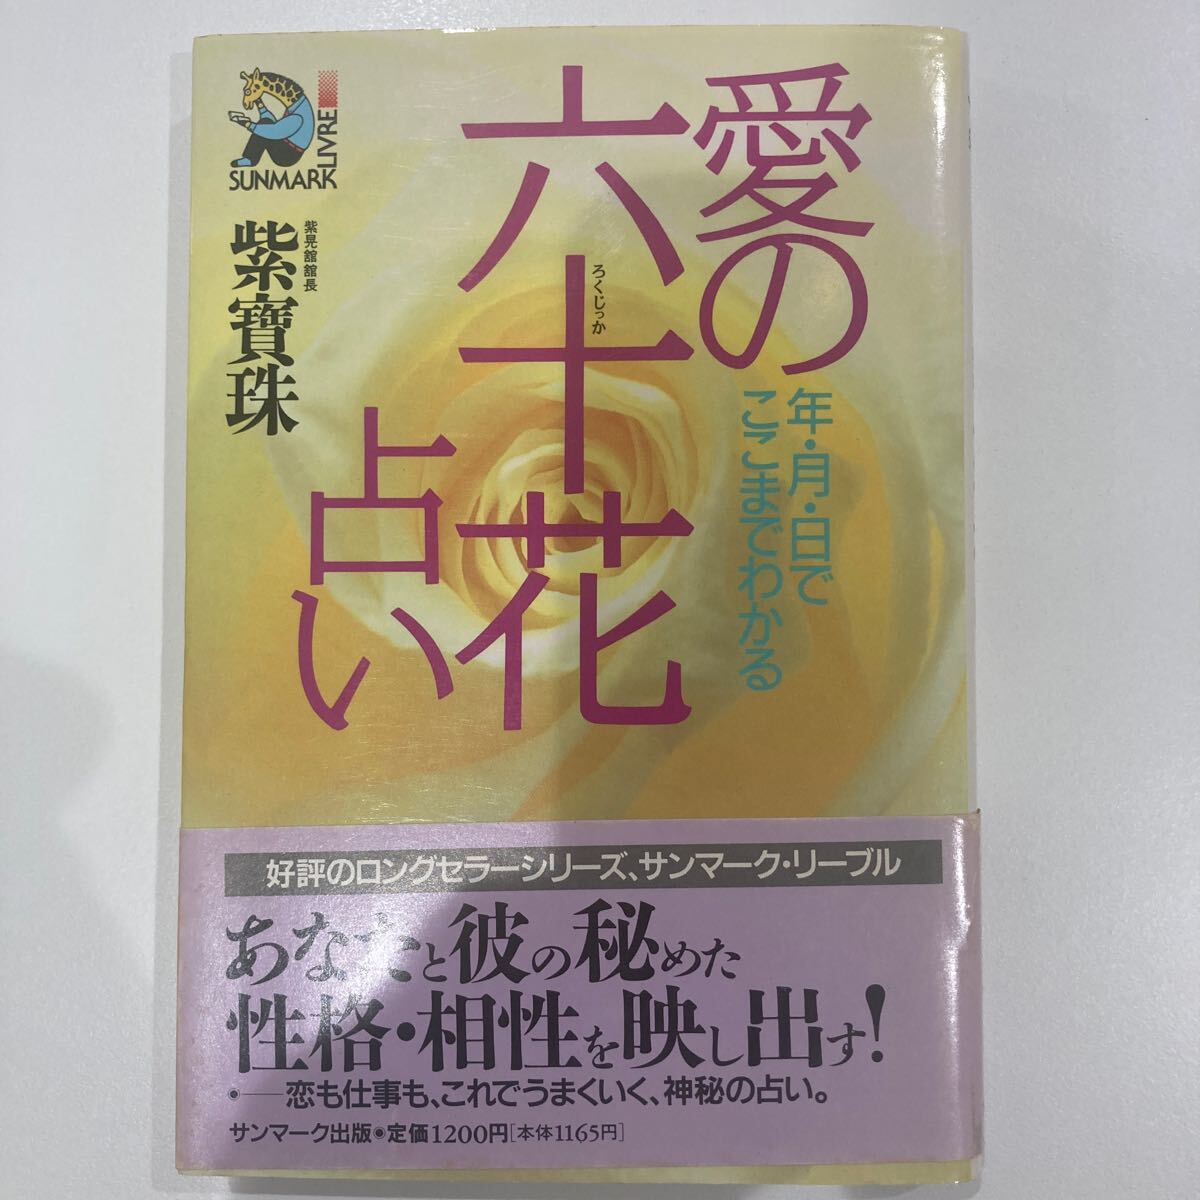 愛の
六十花
ろくじっか
占い
年・月・日で
ここまでわかる
SUNMARK
LIVRE
紫晃舘舘長
紫寶珠
好評のロングセラーシリーズ、サンマーク・リーブル
あなたと彼の秘めた
性格・相性を映し出す!
●――恋も仕事も、これでうまくいく、神秘の占い。
サンマーク出版◉定価1200円[本体1165円]